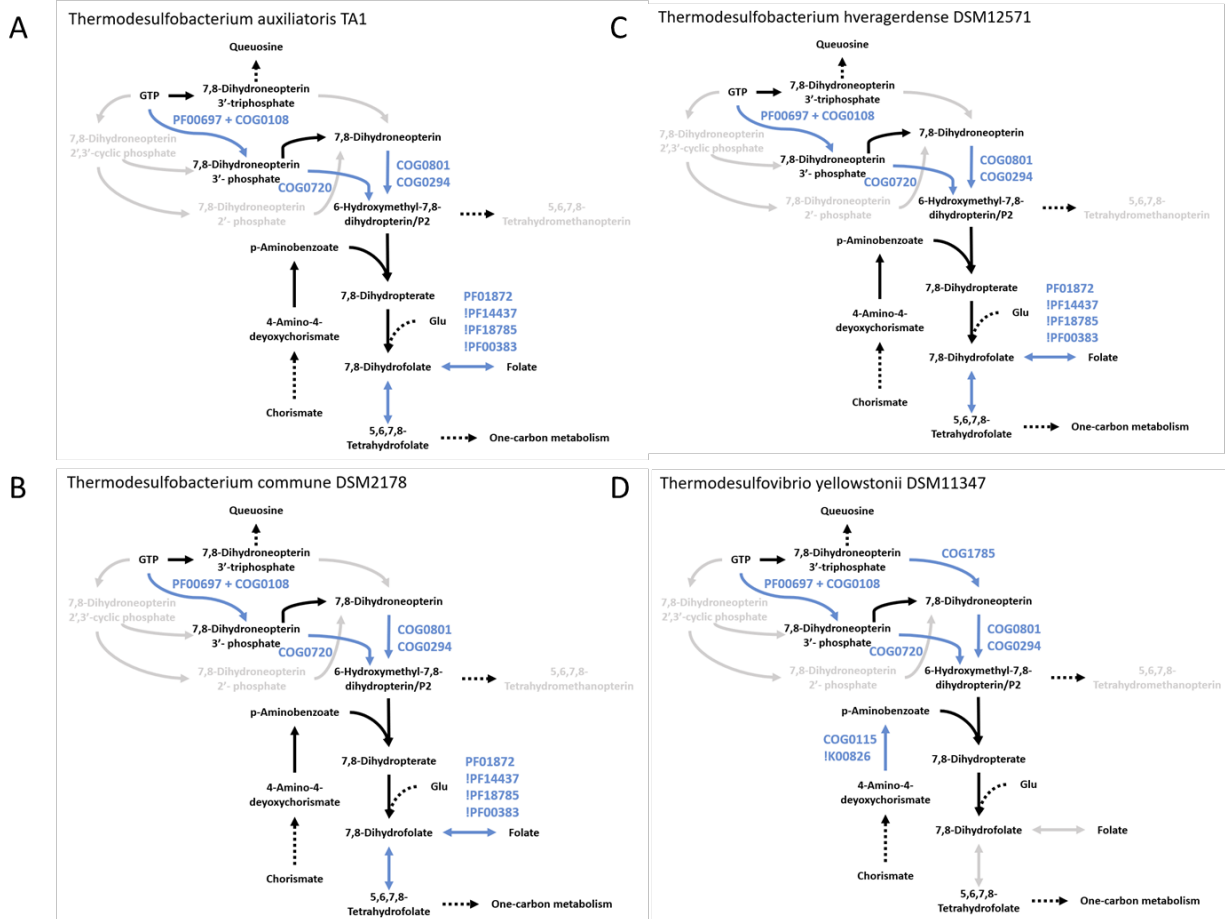 A
Thermodesulfobacterium auxiliatoris TA1
Queuosine
GTP
7,8-Dihydroneopterin
3′-triphosphate
PF00697 + COG0108
7,8-Dihydroneopterin
2′,3′-cyclic phosphate
7,8-Dihydroneopterin
7,8-Dihydroneopterin
3′- phosphate
COG0720
COG0801
COG0294
7,8-Dihydroneopterin
2′- phosphate
6-Hydroxymethyl-7,8-
dihydropterin/P2
5,6,7,8-
Tetrahydromethanopterin
p-Aminobenzoate
7,8-Dihydropterate
PF01872
!PF14437
!PF18785
!PF00383
4-Amino-4-
deyoxychorismate
Glu
7,8-Dihydrofolate
Folate
Chorismate
5,6,7,8-
Tetrahydrofolate
One-carbon metabolism
C
Thermodesulfobacterium hveragerdense DSM12571
Queuosine
GTP
7,8-Dihydroneopterin
3′-triphosphate
PF00697 + COG0108
7,8-Dihydroneopterin
2′,3′-cyclic phosphate
7,8-Dihydroneopterin
7,8-Dihydroneopterin
3′- phosphate
COG0720
COG0801
COG0294
7,8-Dihydroneopterin
2′- phosphate
6-Hydroxymethyl-7,8-
dihydropterin/P2
5,6,7,8-
Tetrahydromethanopterin
p-Aminobenzoate
7,8-Dihydropterate
PF01872
!PF14437
!PF18785
!PF00383
4-Amino-4-
deyoxychorismate
Glu
7,8-Dihydrofolate
Folate
Chorismate
5,6,7,8-
Tetrahydrofolate
One-carbon metabolism
B
Thermodesulfobacterium commune DSM2178
Queuosine
GTP
7,8-Dihydroneopterin
3′-triphosphate
PF00697 + COG0108
7,8-Dihydroneopterin
2′,3′-cyclic phosphate
7,8-Dihydroneopterin
7,8-Dihydroneopterin
3′- phosphate
COG0720
COG0801
COG0294
7,8-Dihydroneopterin
2′- phosphate
6-Hydroxymethyl-7,8-
dihydropterin/P2
5,6,7,8-
Tetrahydromethanopterin
p-Aminobenzoate
7,8-Dihydropterate
PF01872
!PF14437
!PF18785
!PF00383
4-Amino-4-
deyoxychorismate
Glu
7,8-Dihydrofolate
Folate
Chorismate
5,6,7,8-
Tetrahydrofolate
One-carbon metabolism
D
Thermodesulfovibrio yellowstonii DSM11347
Queuosine
GTP
7,8-Dihydroneopterin
3′-triphosphate
COG1785
PF00697 + COG0108
7,8-Dihydroneopterin
2′,3′-cyclic phosphate
7,8-Dihydroneopterin
7,8-Dihydroneopterin
3′- phosphate
COG0720
COG0801
COG0294
7,8-Dihydroneopterin
2′- phosphate
6-Hydroxymethyl-7,8-
dihydropterin/P2
5,6,7,8-
Tetrahydromethanopterin
p-Aminobenzoate
COG0115
!K00826
7,8-Dihydropterate
4-Amino-4-
deyoxychorismate
Glu
7,8-Dihydrofolate
Folate
Chorismate
5,6,7,8-
Tetrahydrofolate
One-carbon metabolism